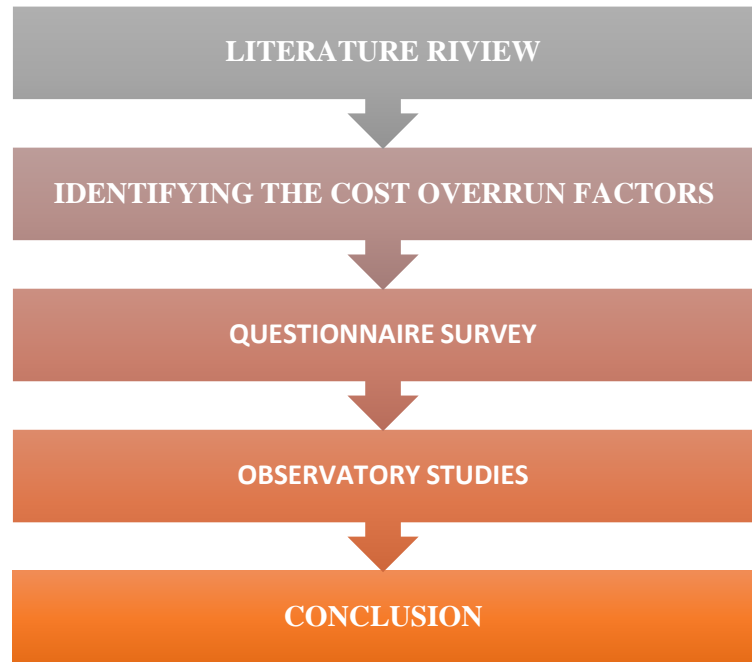 LITERATURE RIVIEW
IDENTIFYING THE COST OVERRUN FACTORS
QUESTIONNAIRE SURVEY
OBSERVATORY STUDIES
CONCLUSION